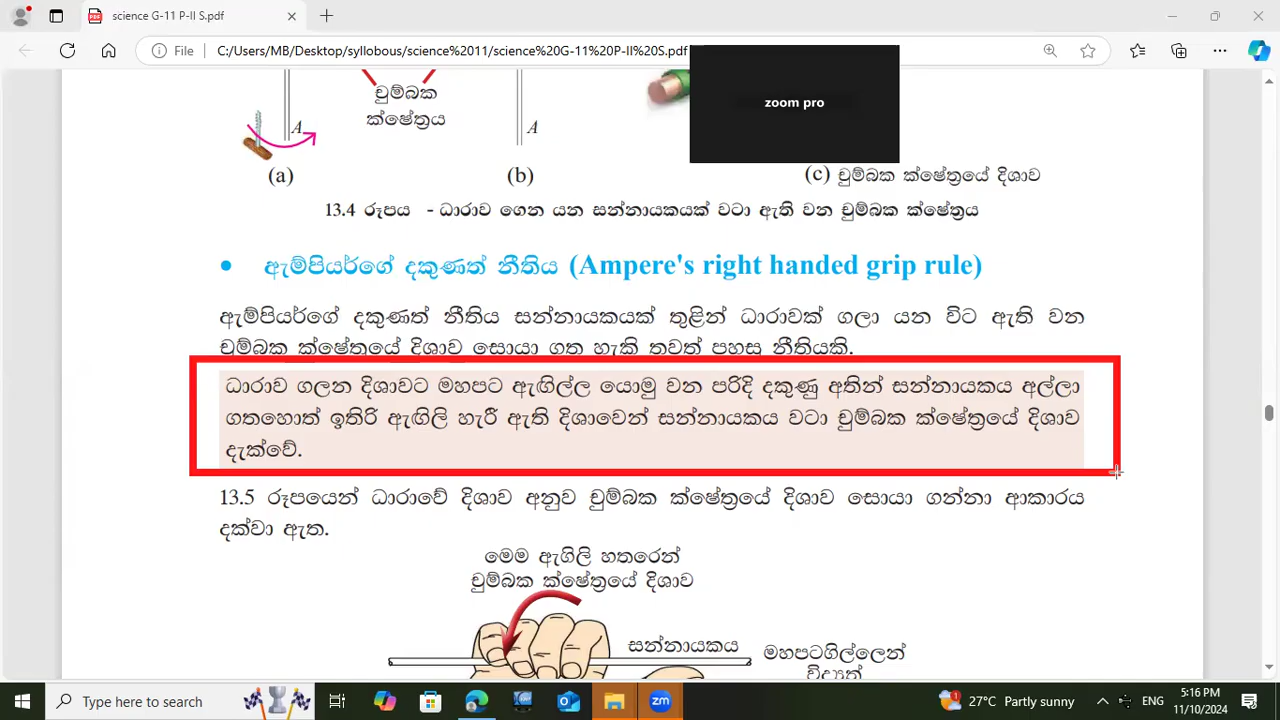 science G-11 P-II S.pdf
File
C:/Users/MB/Desktop/syllobous/science%2011/science%20G-11%20P-II%20S.pdf
zoom pro
චුම්බක
ක්ෂේත්‍රය
A
A
(a)
(b)
(c) චුම්බක ක්ෂේත්‍රයේ දිශාව
13.4 රූපය - ධාරාව ගෙන යන සන්නායකයක් වටා ඇති වන චුම්බක ක්ෂේත්‍රය
• ඇම්පියර්ගේ දකුණත් නීතිය (Ampere's right handed grip rule)
ඇම්පියර්ගේ දකුණත් නීතිය සන්නායකයක් තුළින් ධාරාවක් ගලා යන විට ඇති වන
චුම්බක ක්ෂේත්‍රයේ දිශාව සොයා ගත හැකි තවත් පහසු නීතියකි.
ධාරාව ගලන දිශාවට මහපට ඇඟිල්ල යොමු වන පරිදි දකුණු අතින් සන්නායකය අල්ලා
ගතහොත් ඉතිරි ඇඟිලි හැරී ඇති දිශාවෙන් සන්නායකය වටා චුම්බක ක්ෂේත්‍රයේ දිශාව
දැක්වේ.
13.5 රූපයෙන් ධාරාවේ දිශාව අනුව චුම්බක ක්ෂේත්‍රයේ දිශාව සොයා ගන්නා ආකාරය
දක්වා ඇත.
මෙම ඇගිලි හතරෙන්
චුම්බක ක්ෂේත්‍රයේ දිශාව
සන්නායකය
මහපටගිල්ලෙන්
විද්‍යුත්
Type here to search
27°C Partly sunny
ENG
5:16 PM
11/10/2024